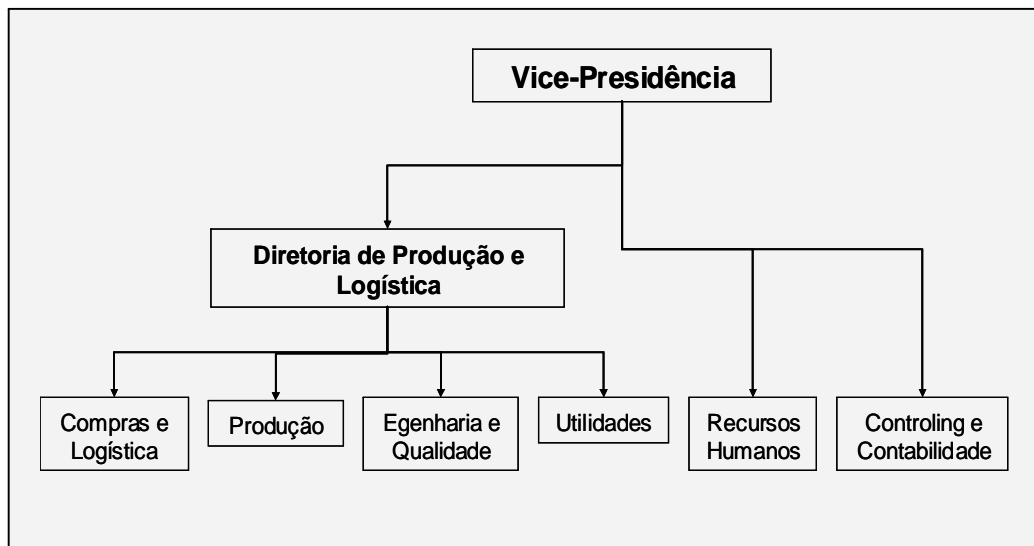 Vice-Presidência
Diretoria de Produção e
Logística
Compras e
Logística
Produção
Egenharia e
Qualidade
Utilidades
Recursos
Humanos
Controling e
Contabilidade